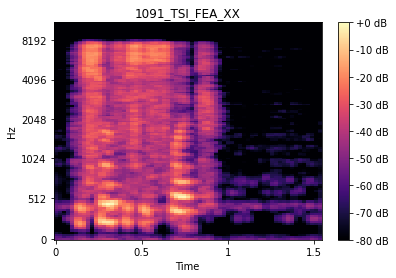 1091_TSI_FEA_XX
8192
4096
2048
1024
512
0
Hz
0
0.5
1
1.5
Time
+0 dB
-10 dB
-20 dB
-30 dB
-40 dB
-50 dB
-60 dB
-70 dB
-80 dB